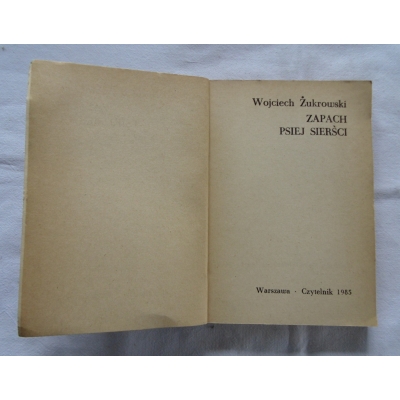 Wojciech Żukrowski
ZAPACH
PSIEJ SIERŚCI
Warszawa · Czytelnik 1985